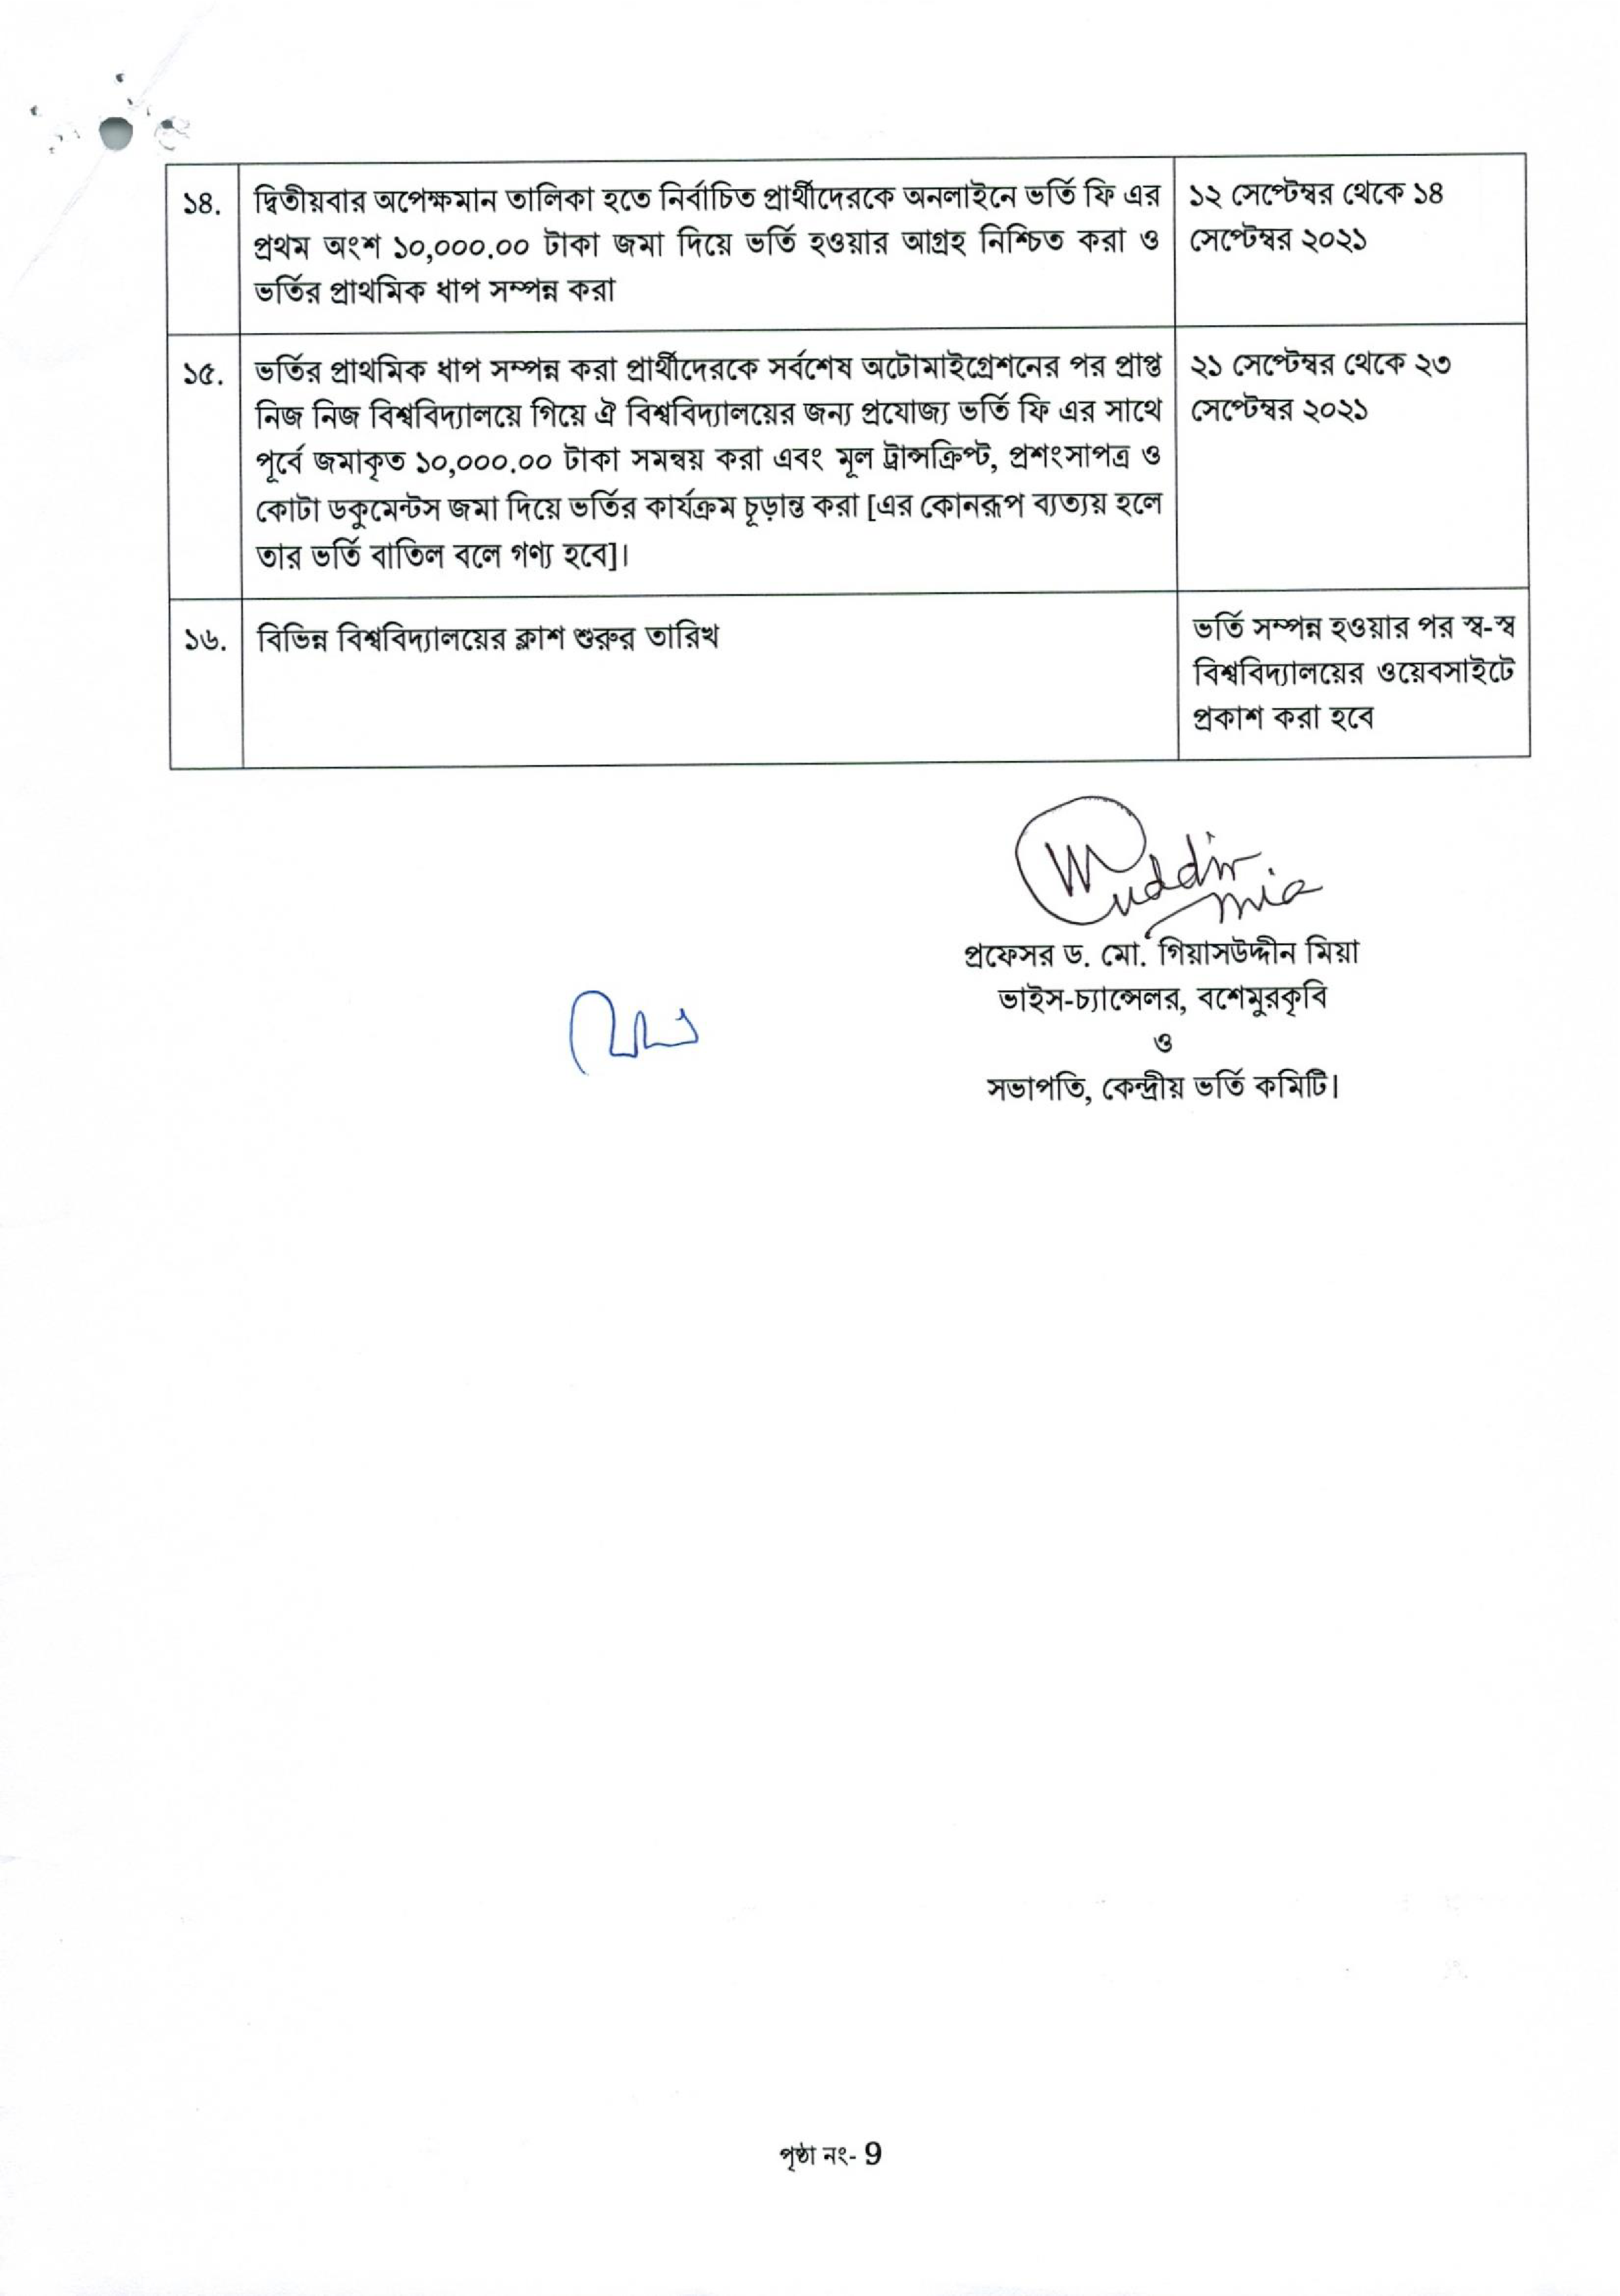 ১৪. দ্বিতীয়বার অপেক্ষমান তালিকা হতে নির্বাচিত প্রার্থীদেরকে অনলাইনে ভর্তি ফি এর
প্রথম অংশ ১০,০০০.০০ টাকা জমা দিয়ে ভর্তি হওয়ার আগ্রহ নিশ্চিত করা ও
ভর্তির প্রাথমিক ধাপ সম্পন্ন করা
১২ সেপ্টেম্বর থেকে ১৪
সেপ্টেম্বর ২০২১
১৫. ভর্তির প্রাথমিক ধাপ সম্পন্ন করা প্রার্থীদেরকে সর্বশেষ অটোমাইগ্রেশনের পর প্রাপ্ত
নিজ নিজ বিশ্ববিদ্যালয়ে গিয়ে ঐ বিশ্ববিদ্যালয়ের জন্য প্রযোজ্য ভর্তি ফি এর সাথে
পূর্বে জমাকৃত ১০,০০০.০০ টাকা সমন্বয় করা এবং মূল ট্রান্সক্রিপ্ট, প্রশংসাপত্র ও
কোটা ডকুমেন্টস জমা দিয়ে ভর্তির কার্যক্রম চূড়ান্ত করা [এর কোনরূপ ব্যত্যয় হলে
তার ভর্তি বাতিল বলে গণ্য হবে]।
২১ সেপ্টেম্বর থেকে ২৩
সেপ্টেম্বর ২০২১
১৬. বিভিন্ন বিশ্ববিদ্যালয়ের ক্লাশ শুরুর তারিখ
ভর্তি সম্পন্ন হওয়ার পর স্ব-স্ব
বিশ্ববিদ্যালয়ের ওয়েবসাইটে
প্রকাশ করা হবে
uddin
mia
প্রফেসর ড. মো. গিয়াসউদ্দীন মিয়া
ভাইস-চ্যান্সেলর, বশেমুরকৃবি
ও
সভাপতি, কেন্দ্রীয় ভর্তি কমিটি।
পৃষ্ঠা নং- 9